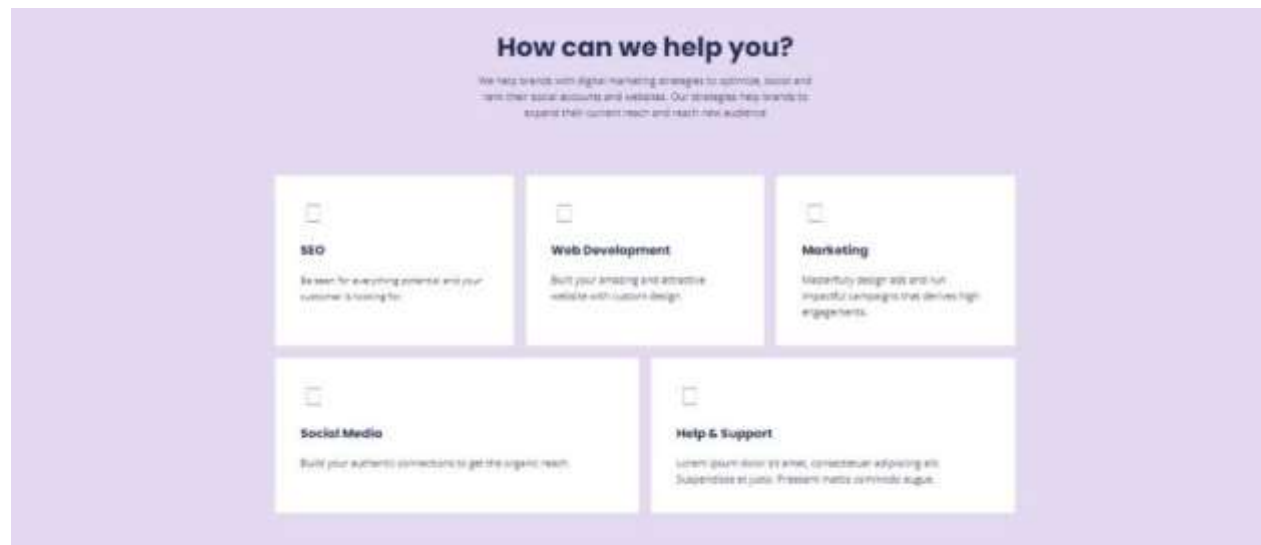 How can we help you?
We help brands with digital marketing strategies to optimize, boost and
rank their social accounts and websites. Our strategies help brands to
expand their current reach and reach new audience
SEO
Be seen for everything potential and your
customer is looking for.
Web Development
Built your amazing and attractive
website with custom design.
Marketing
Masterfully design ads and run
impactful campaigns that derives high
engagements.
Social Media
Build your authentic connections to get the organic reach.
Help & Support
Lorem ipsum dolor sit amet, consectetuer adipiscing elit.
Suspendisse et justo. Praesent mattis commodo augue.